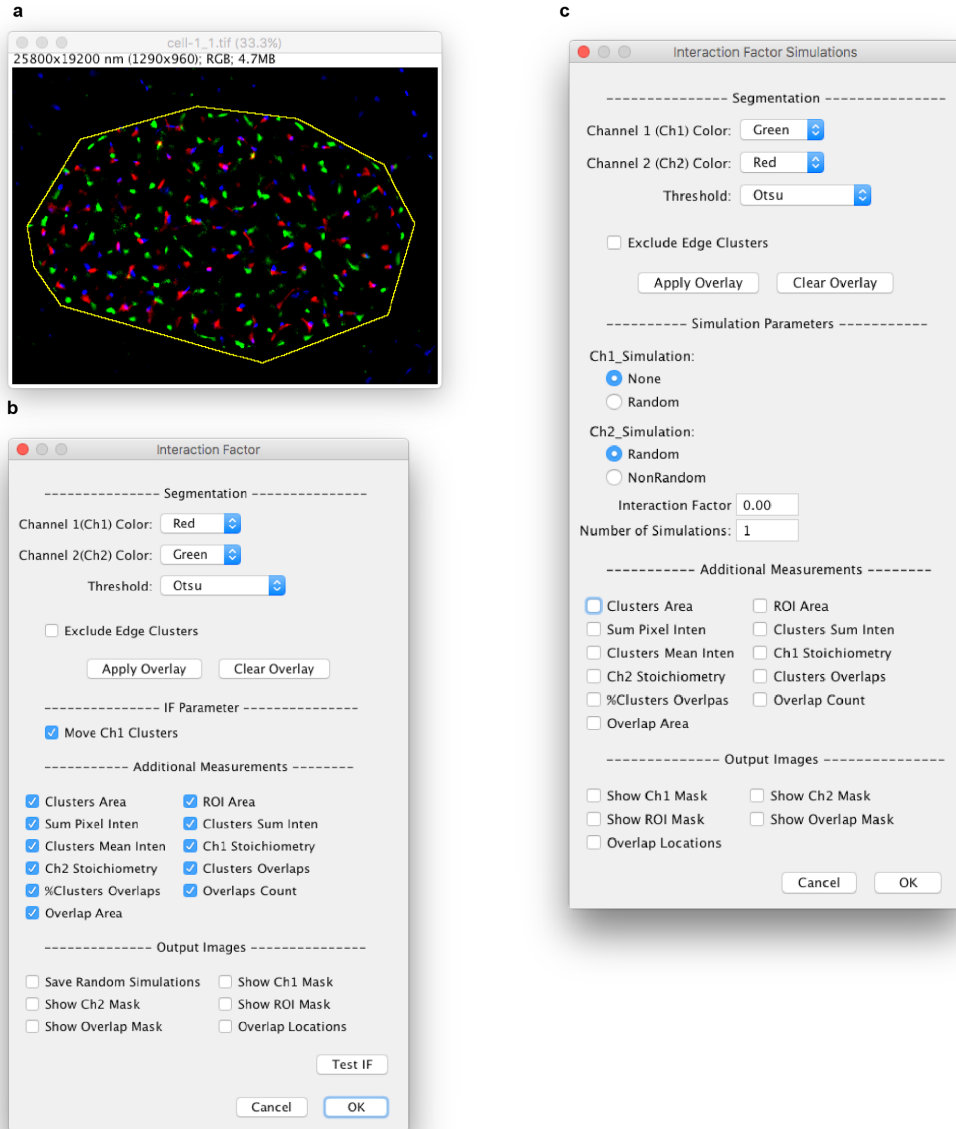 a
cell-1_1.tif (33.3%)
25800x19200 nm (1290x960); RGB; 4.7MB
b
Interaction Factor
-------------- Segmentation --------------
Channel 1(Ch1) Color: Red
Channel 2(Ch2) Color: Green
Threshold: Otsu
Exclude Edge Clusters
Apply Overlay Clear Overlay
-------------- IF Parameter --------------
Move Ch1 Clusters
----------- Additional Measurements --------
Clusters Area ROI Area
Sum Pixel Inten Clusters Sum Inten
Clusters Mean Inten Ch1 Stoichiometry
Ch2 Stoichiometry Clusters Overlaps
%Clusters Overlaps Overlaps Count
Overlap Area
------------- Output Images --------------
Save Random Simulations Show Ch1 Mask
Show Ch2 Mask Show ROI Mask
Show Overlap Mask Overlap Locations
Test IF
Cancel OK
c
Interaction Factor Simulations
-------------- Segmentation --------------
Channel 1 (Ch1) Color: Green
Channel 2 (Ch2) Color: Red
Threshold: Otsu
Exclude Edge Clusters
Apply Overlay Clear Overlay
--------- Simulation Parameters ----------
Ch1_Simulation:
None
Random
Ch2_Simulation:
Random
NonRandom
Interaction Factor 0.00
Number of Simulations: 1
----------- Additional Measurements --------
Clusters Area ROI Area
Sum Pixel Inten Clusters Sum Inten
Clusters Mean Inten Ch1 Stoichiometry
Ch2 Stoichiometry Clusters Overlaps
%Clusters Overlpas Overlap Count
Overlap Area
------------- Output Images --------------
Show Ch1 Mask Show Ch2 Mask
Show ROI Mask Show Overlap Mask
Overlap Locations
Cancel OK